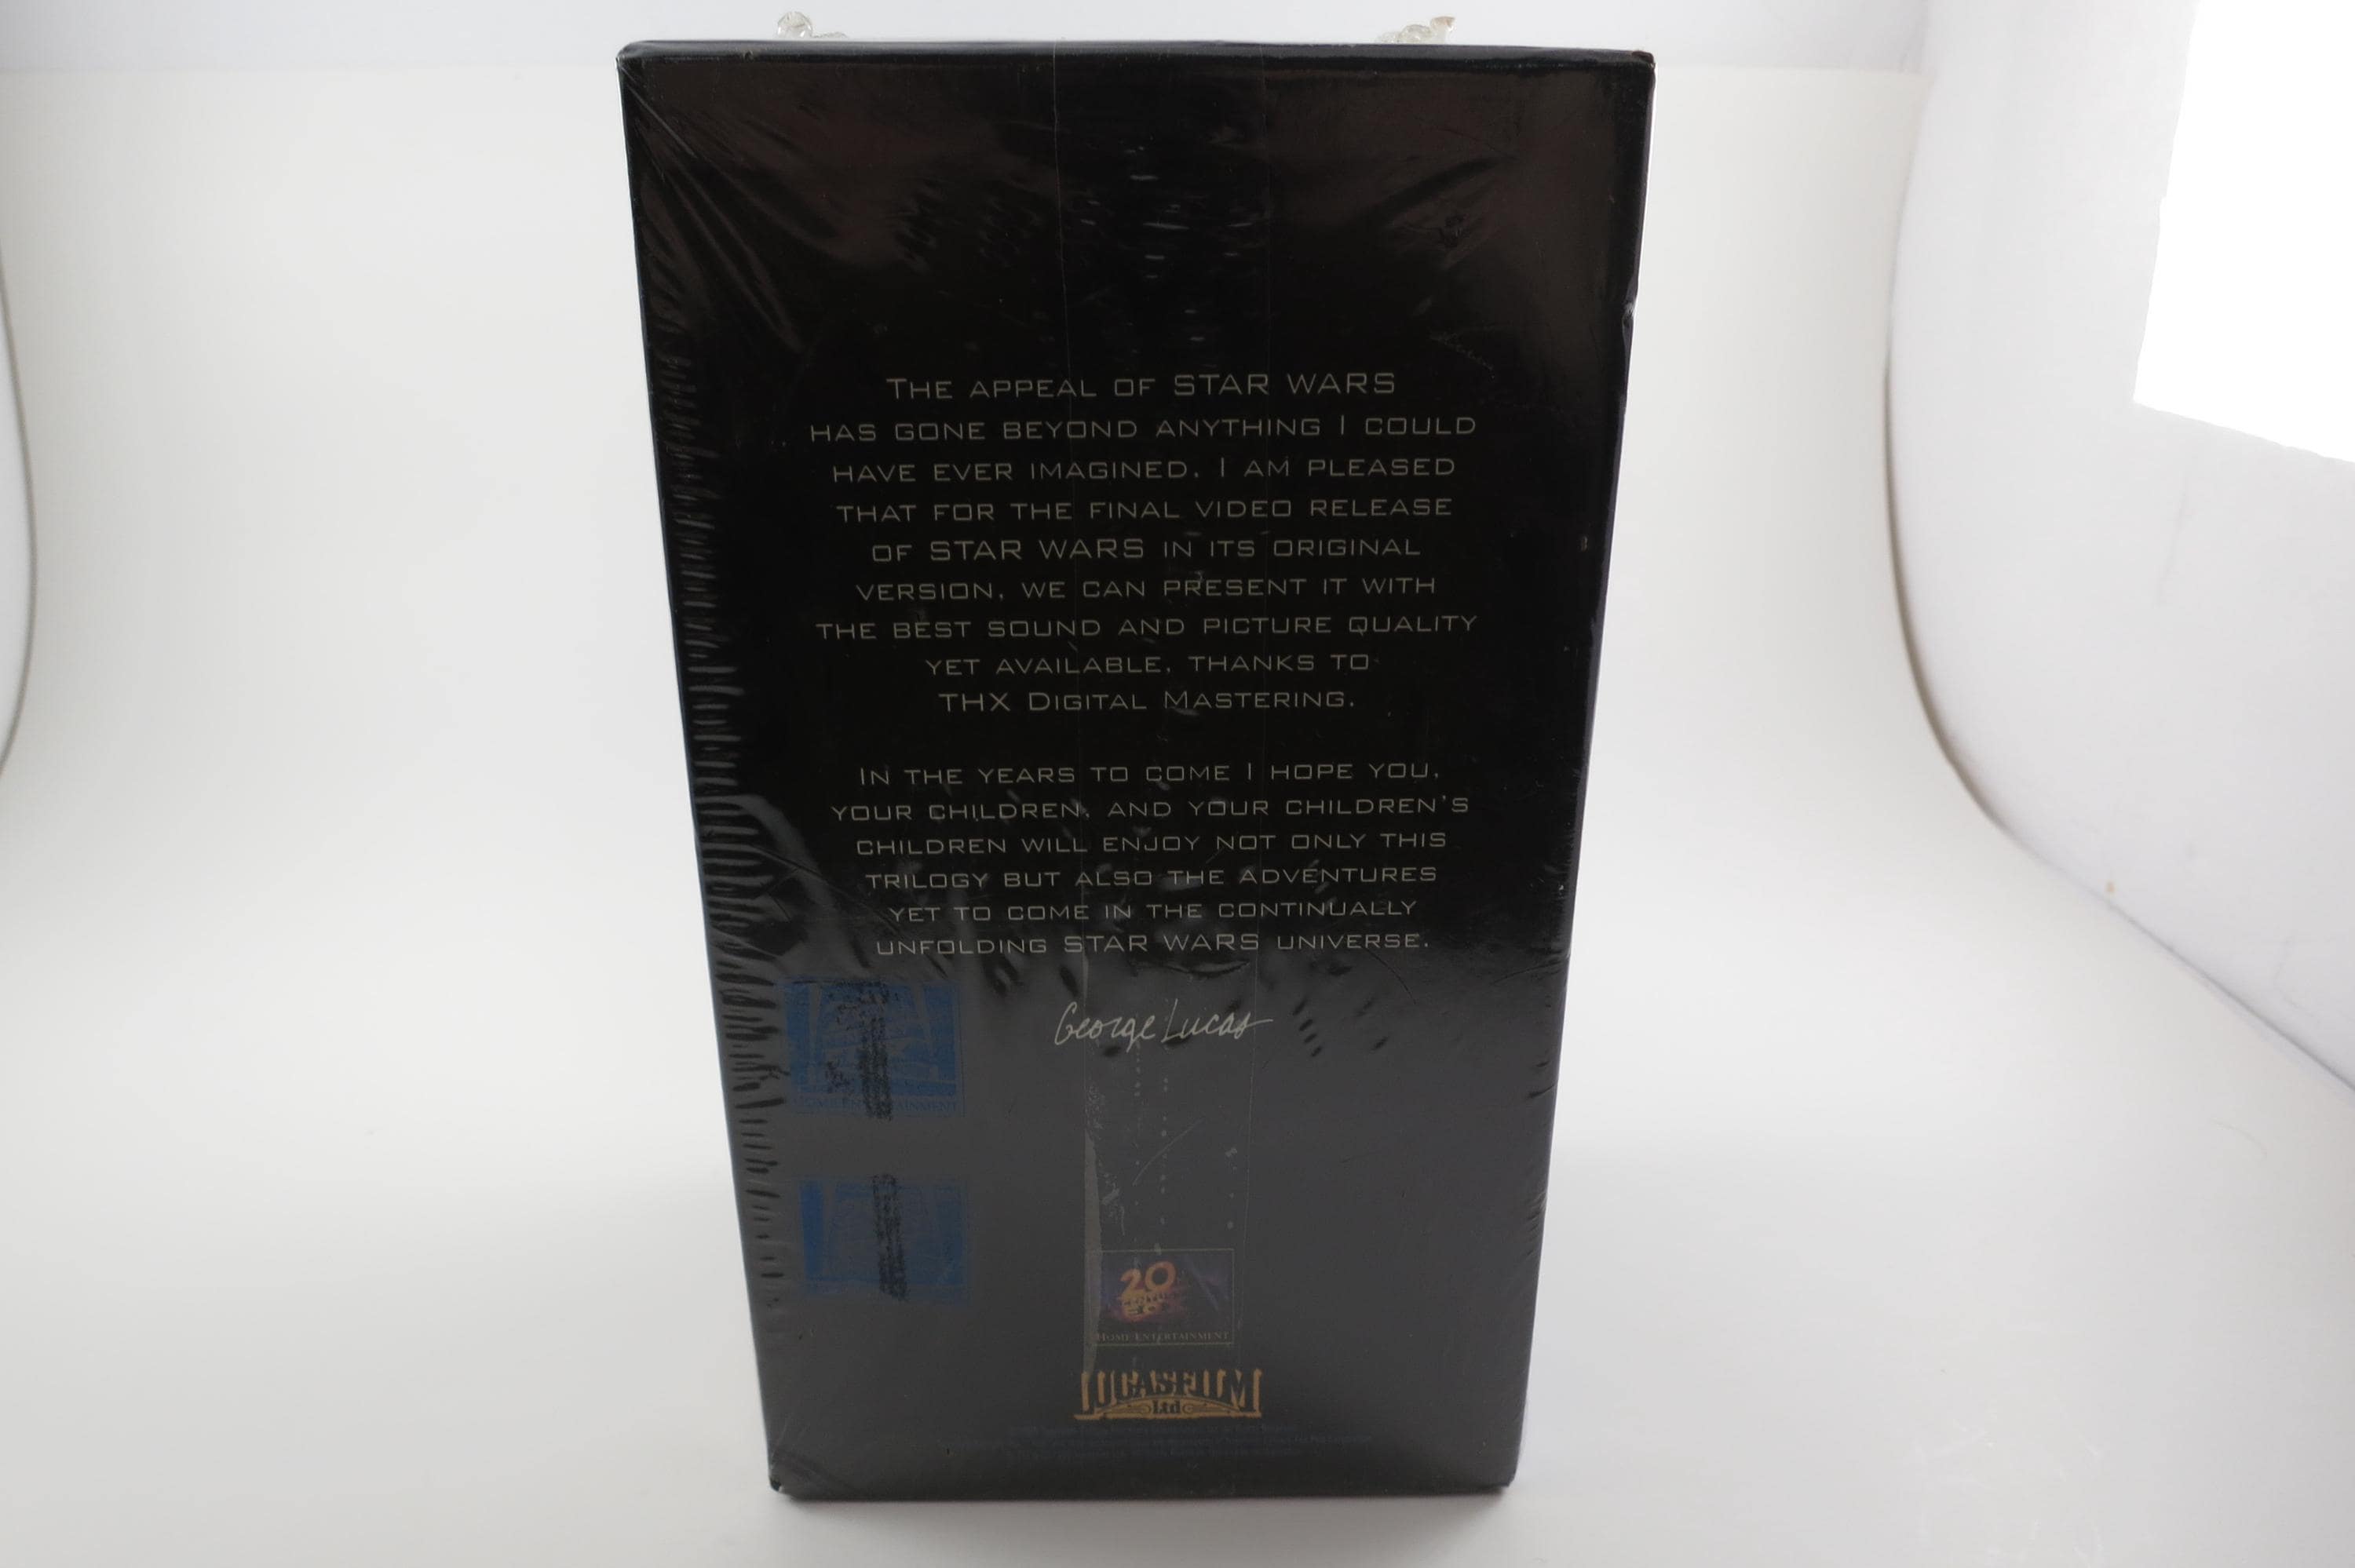 THE APPEAL OF STAR WARS
HAS GONE BEYOND ANYTHING I COULD
HAVE EVER IMAGINED. I AM PLEASED
THAT FOR THE FINAL VIDEO RELEASE
OF STAR WARS IN ITS ORIGINAL
VERSION, WE CAN PRESENT IT WITH
THE BEST SOUND AND PICTURE QUALITY
YET AVAILABLE, THANKS TO
THX DIGITAL MASTERING.
IN THE YEARS TO COME I HOPE YOU,
YOUR CHILDREN, AND YOUR CHILDREN'S
CHILDREN WILL ENJOY NOT ONLY THIS
TRILOGY BUT ALSO THE ADVENTURES
YET TO COME IN THE CONTINUALLY
UNFOLDING STAR WARS UNIVERSE.
George Lucas
20
CENTURY
FOX
HOME ENTERTAINMENT
LUCASFILM
Ltd